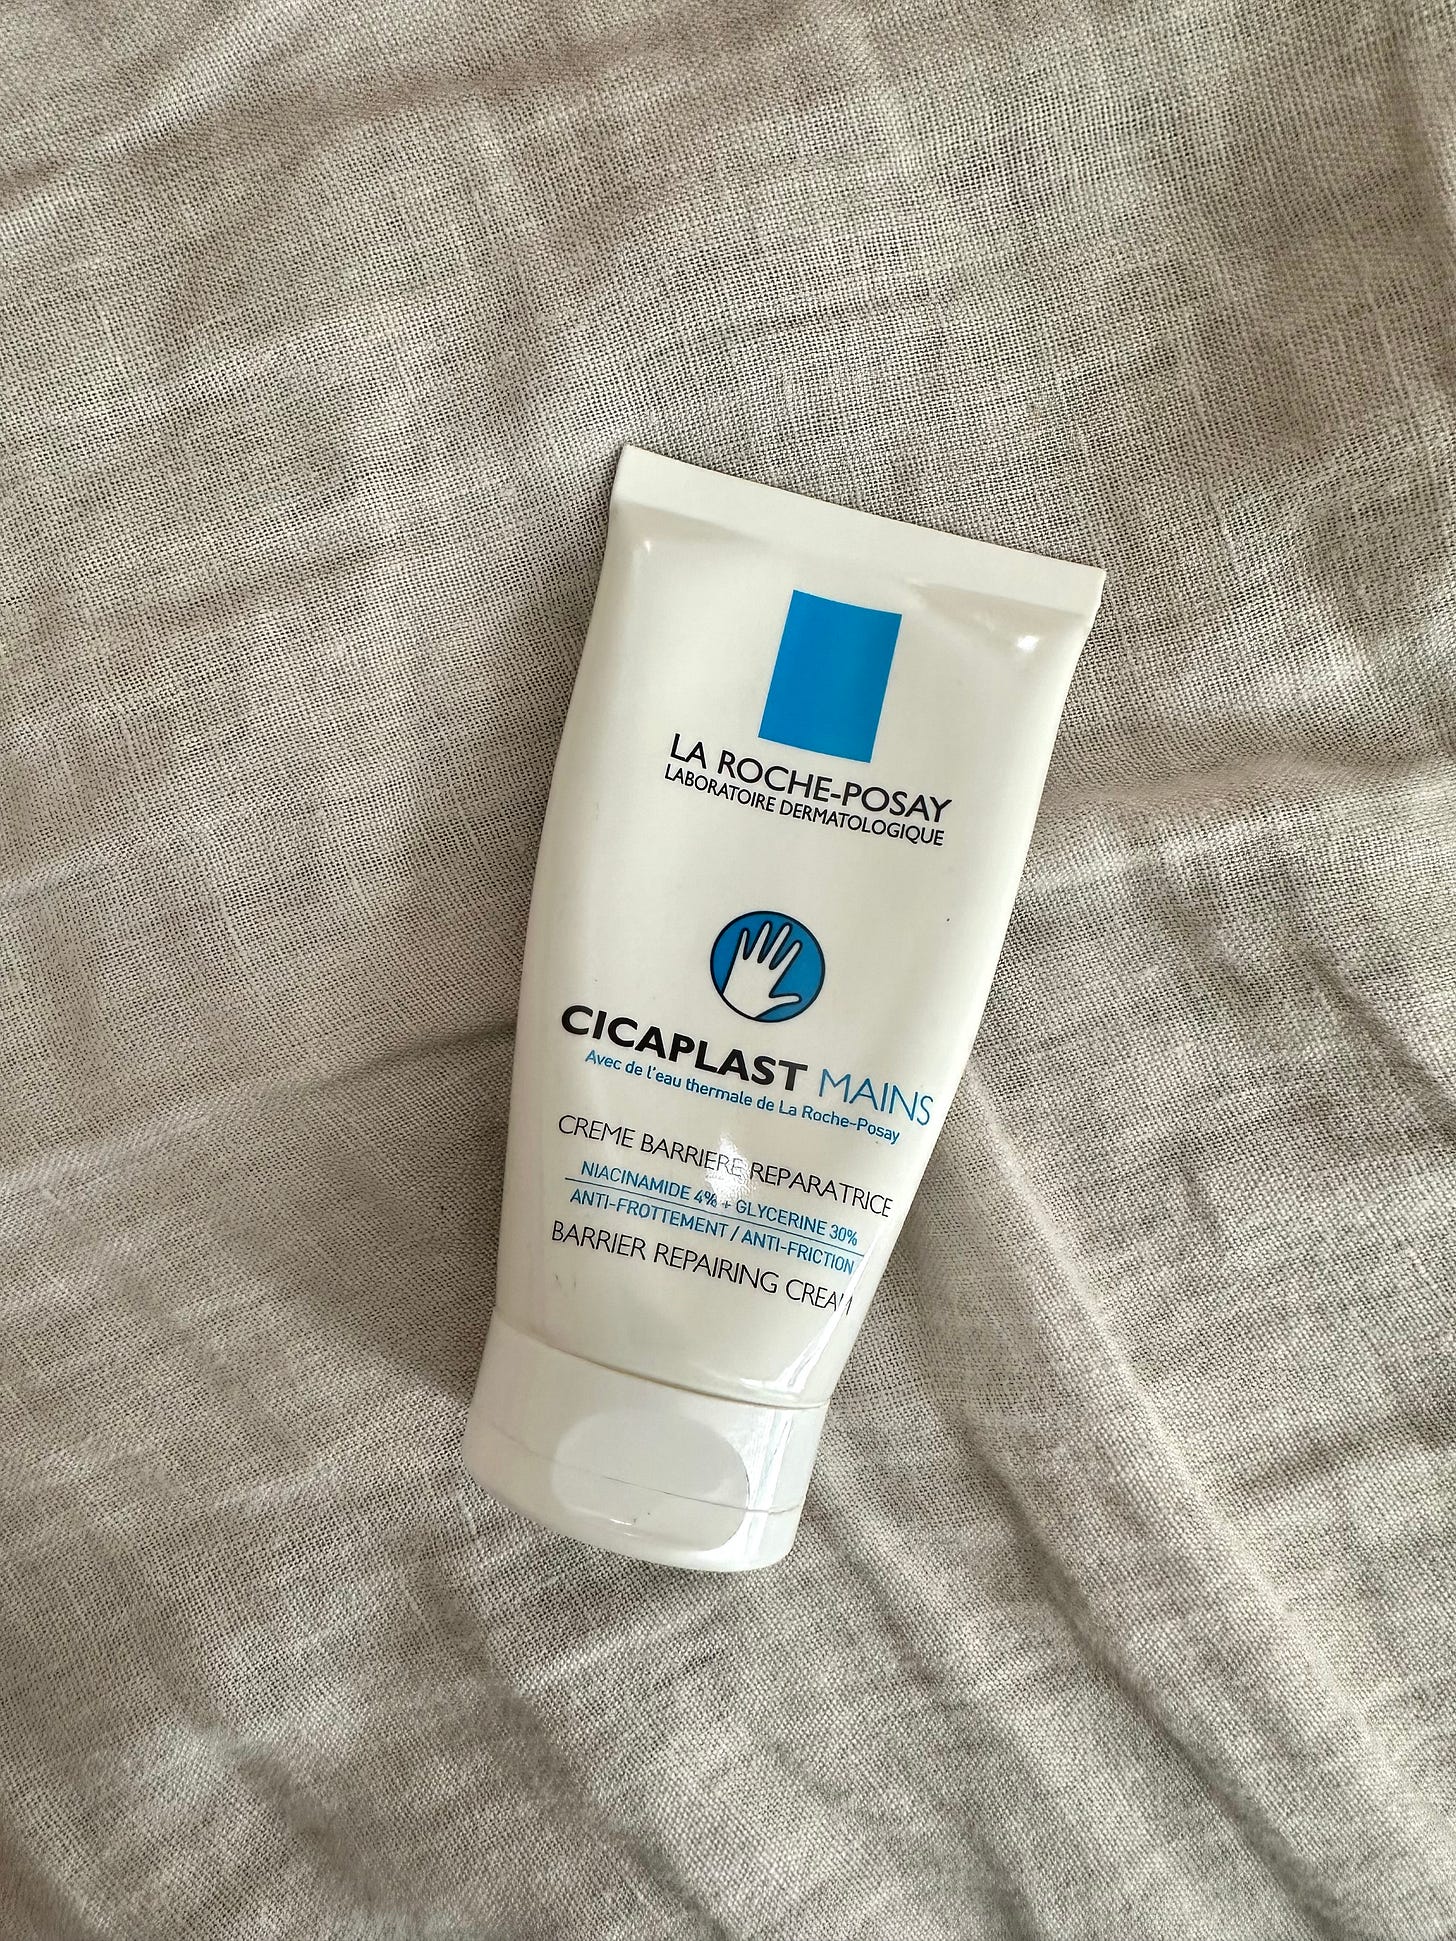 LA ROCHE-POSAY
LABORATOIRE DERMATOLOGIQUE
CICAPLAST MAINS
Avec de l'eau thermale de La Roche-Posay
CREME BARRIERE REPARATRICE
NIACINAMIDE 4% + GLYCERINE 30%
ANTI-FROTTEMENT / ANTI-FRICTION
BARRIER REPAIRING CREAM